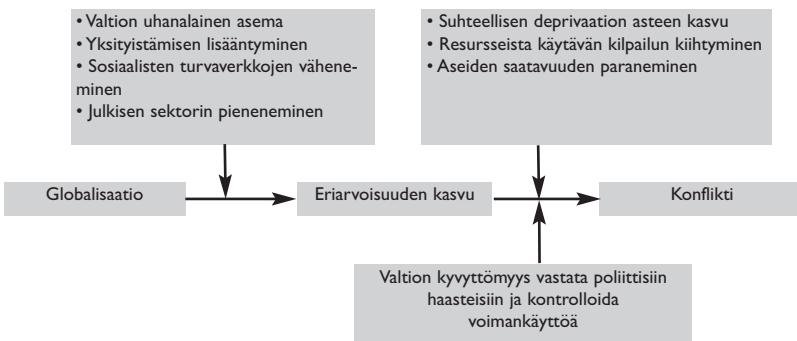 • Valtion uhanalainen asema
• Yksityistämisen lisääntyminen
• Sosiaalisten turvaverkkojen vähene-
minen
• Julkisen sektorin pieneneminen
• Suhteellisen deprivaation asteen kasvu
• Resursseista käytävän kilpailun kiihtyminen
• Aseiden saatavuuden paraneminen
Globalisaatio
Eriarvoisuuden kasvu
Konflikti
Valtion kyvyttömyys vastata poliittisiin
haasteisiin ja kontrolloida
voimankäyttöä